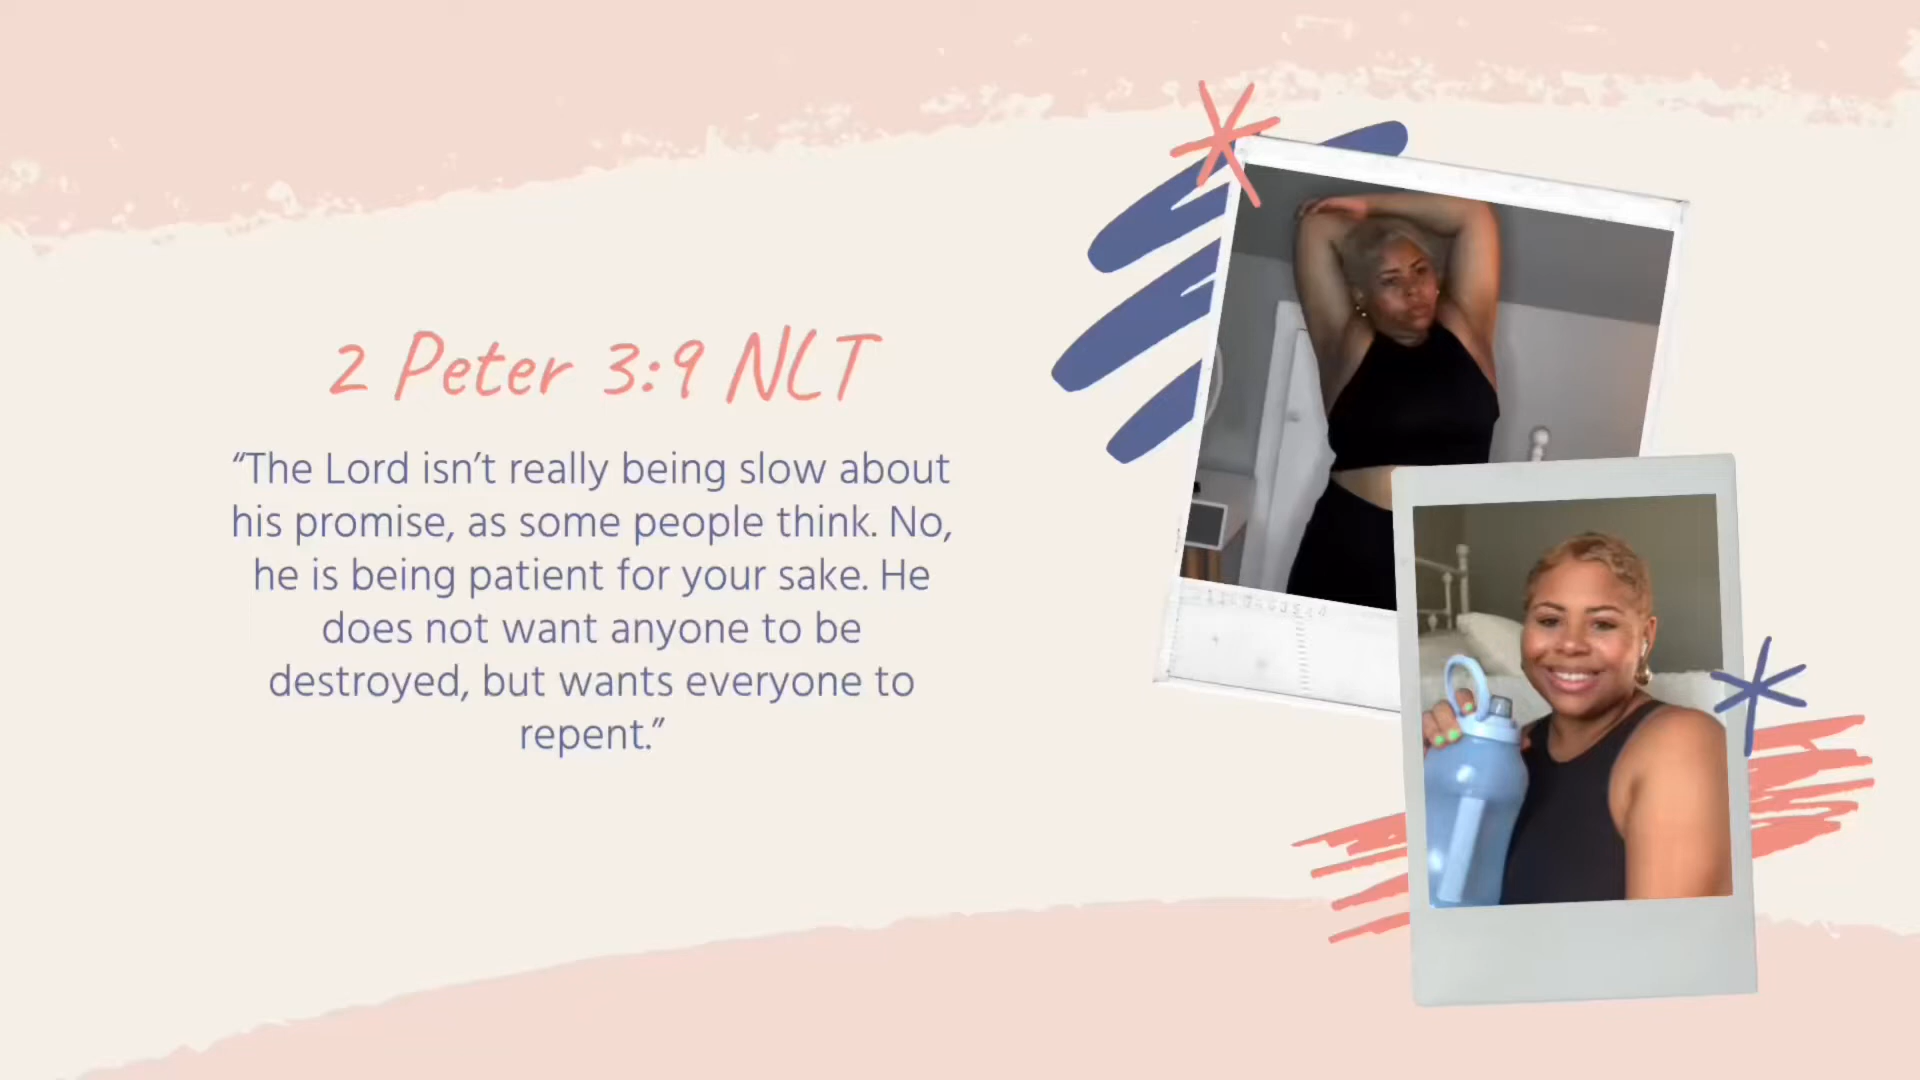 2 Peter 3:9 NLT
“The Lord isn’t really being slow about
his promise, as some people think. No,
he is being patient for your sake. He
does not want anyone to be
destroyed, but wants everyone to
repent.”